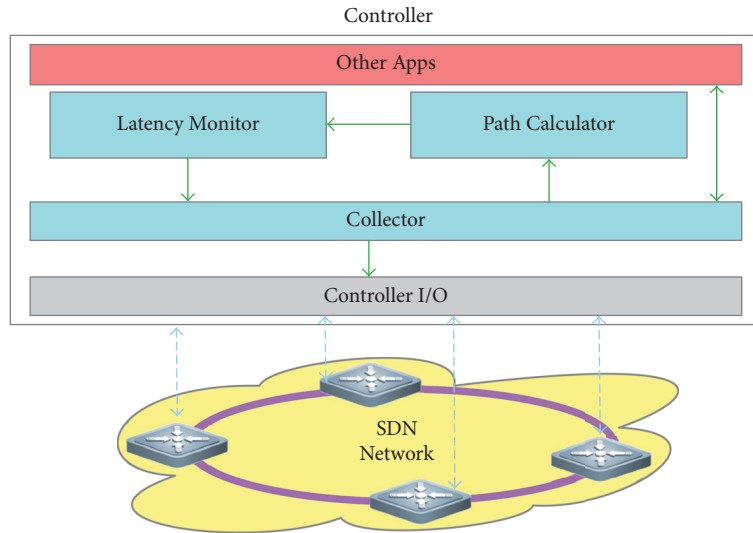 Controller
Other Apps
Latency Monitor
Path Calculator
Collector
Controller I/O
SDN
Network